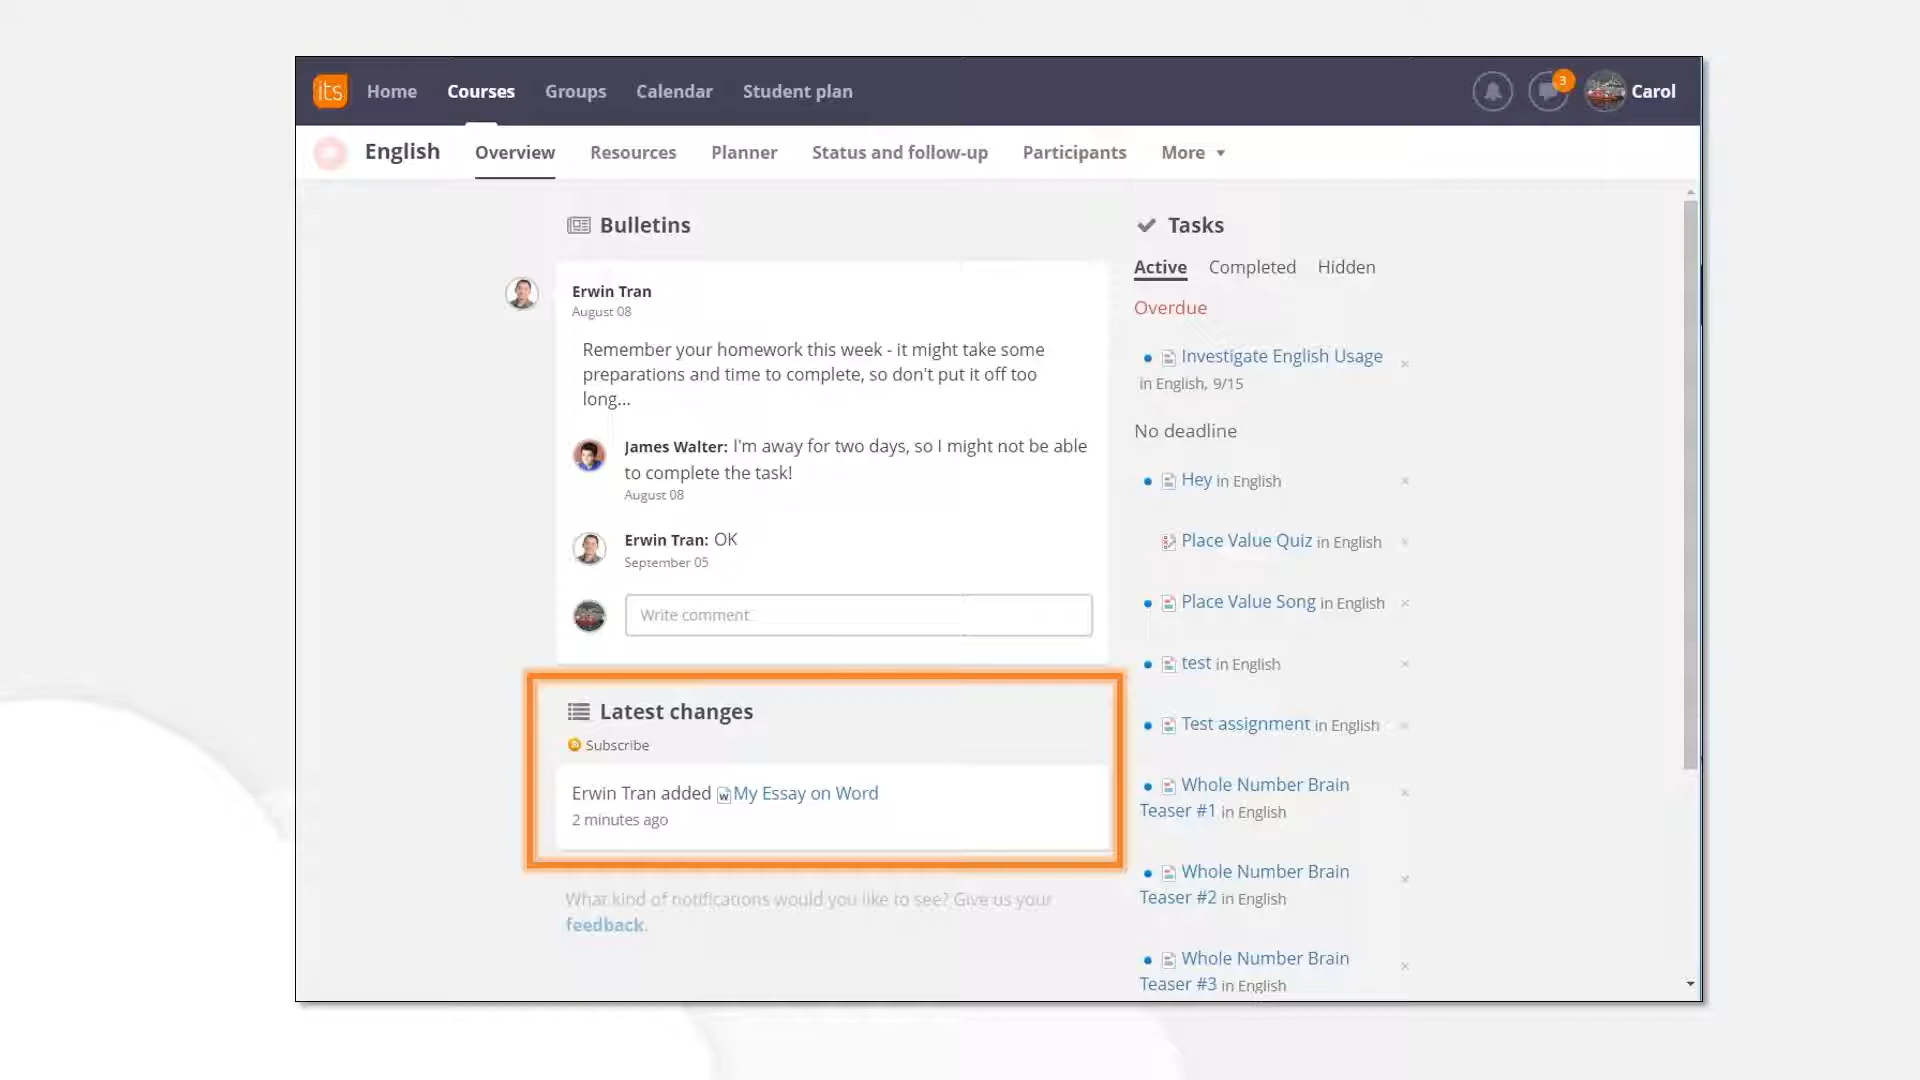 its Home Courses Groups Calendar Student plan 3 Carol
English Overview Resources Planner Status and follow-up Participants More
Bulletins
Erwin Tran
August 08
Remember your homework this week - it might take some
preparations and time to complete, so don't put it off too
long...
James Walter: I'm away for two days, so I might not be able
to complete the task!
August 08
Erwin Tran: OK
September 05
Write comment...
Latest changes
Subscribe
Erwin Tran added My Essay on Word
2 minutes ago
What kind of notifications would you like to see? Give us your
feedback.
Tasks
Active Completed Hidden
Overdue
Investigate English Usage
in English, 9/15
No deadline
Hey in English
Place Value Quiz in English
Place Value Song in English
test in English
Test assignment in English
Whole Number Brain
Teaser #1 in English
Whole Number Brain
Teaser #2 in English
Whole Number Brain
Teaser #3 in English